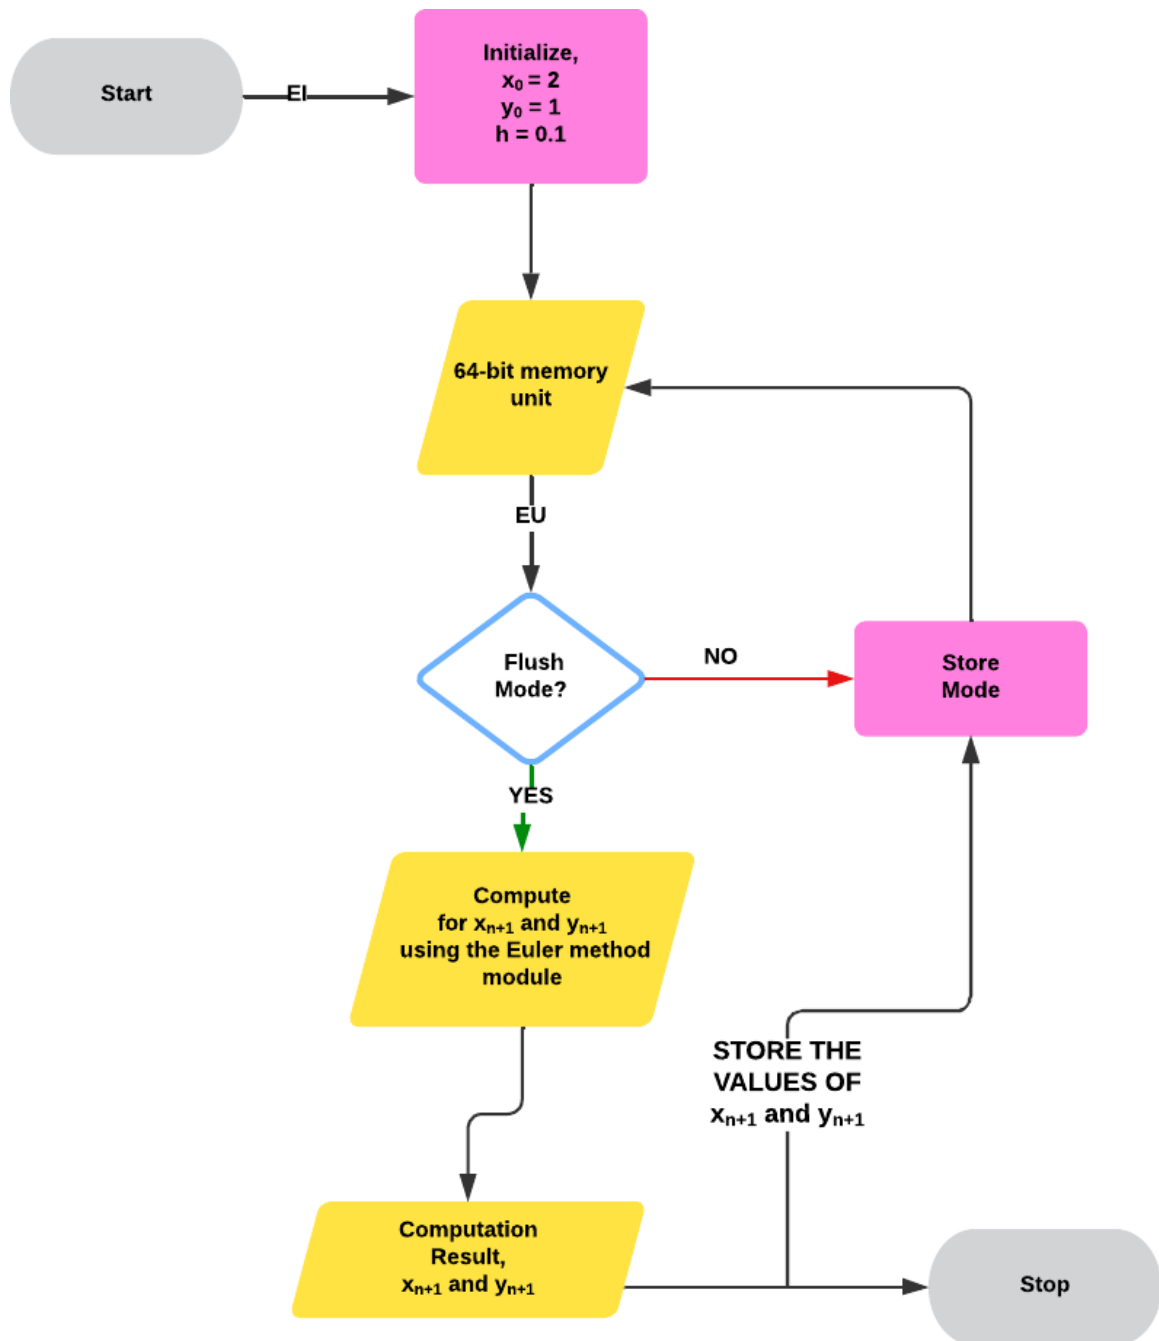 Start
EI
Initialize,
x₀ = 2
y₀ = 1
h = 0.1
64-bit memory
unit
EU
Flush
Mode?
NO
Store
Mode
YES
Compute
for xₙ₊₁ and yₙ₊₁
using the Euler method
module
STORE THE
VALUES OF
xₙ₊₁ and yₙ₊₁
Computation
Result,
xₙ₊₁ and yₙ₊₁
Stop